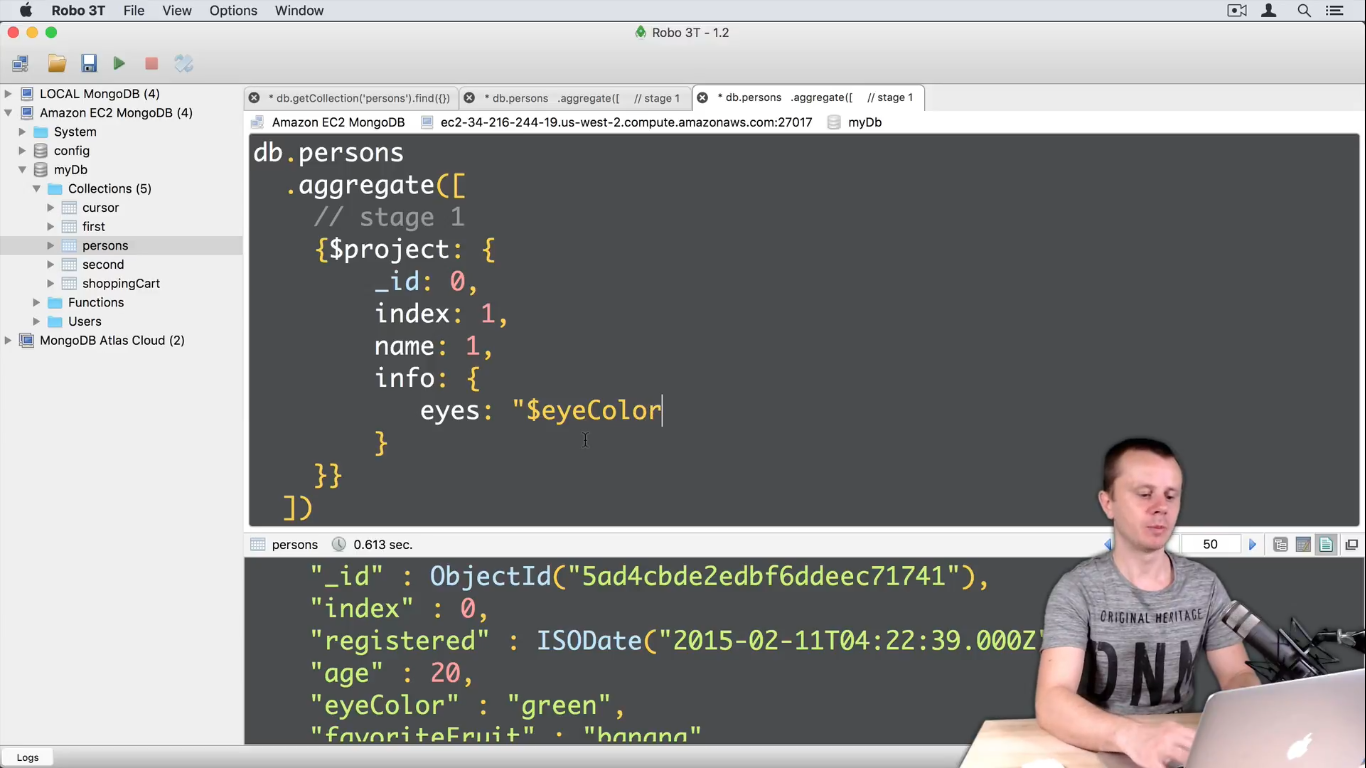 Robo 3T File View Options Window
Robo 3T - 1.2
LOCAL MongoDB (4)
Amazon EC2 MongoDB (4)
System
config
myDb
Collections (5)
cursor
first
persons
second
shoppingCart
Functions
Users
MongoDB Atlas Cloud (2)
* db.getCollection('persons').find({}) * db.persons .aggregate([ // stage 1 * db.persons .aggregate([ // stage 1
Amazon EC2 MongoDB ec2-34-216-244-19.us-west-2.compute.amazonaws.com:27017 myDb
db.persons
.aggregate([
// stage 1
{$project: {
_id: 0,
index: 1,
name: 1,
info: {
eyes: "$eyeColor
}
}}
])
persons 0.613 sec. 50
"_id" : ObjectId("5ad4cbde2edbf6ddeec71741"),
"index" : 0,
"registered" : ISODate("2015-02-11T04:22:39.000Z"
"age" : 20,
"eyeColor" : "green",
"favoriteFruit" : "banana"
Logs
ORIGINAL HERITAGE
DNA